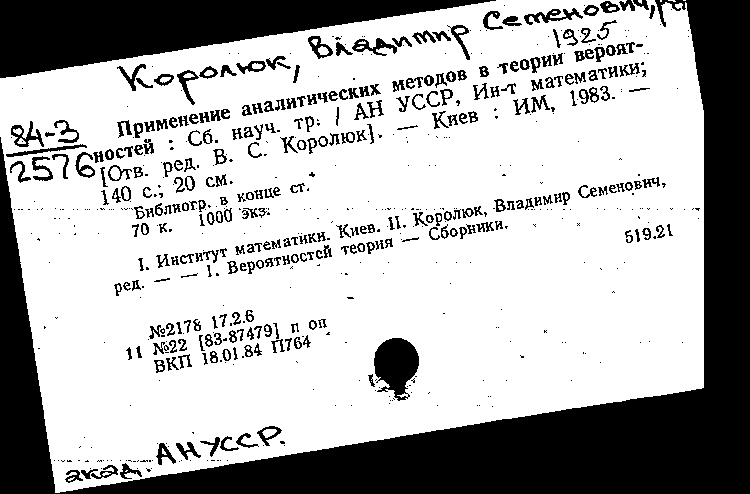 Королюк, Владимир Семенович,
1925
84-3
2576
Применение аналитических методов в теории вероят-
ностей : Сб. науч. тр. / АН УССР, Ин-т математики;
[Отв. ред. В. С. Королюк]. — Киев : ИМ, 1983. —
140 с.; 20 см.
Библиогр. в конце ст.
70 к. 1000 экз.
I. Институт математики. Киев. II. Королюк, Владимир Семенович,
ред. — — 1. Вероятностей теория — Сборники.
519.21
№2178 17.2.6
11 №22 [83-87479] п оп
ВКП 18.01.84 П764
акад. АН УССР.